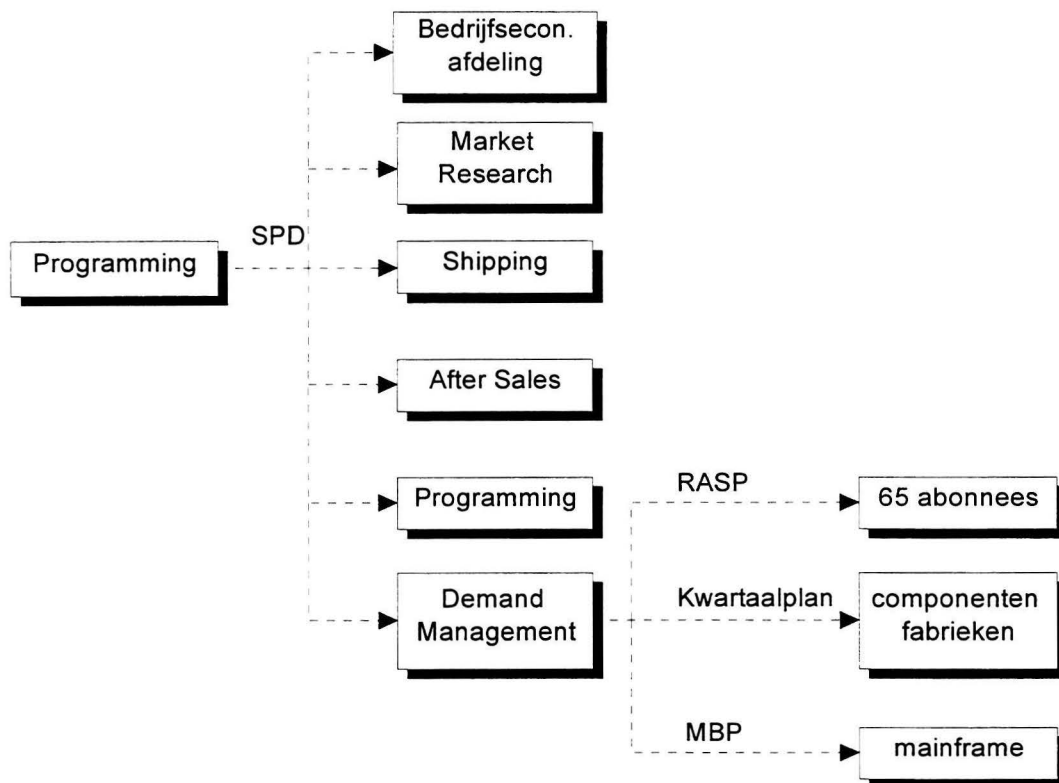 Bedrijfsecon.
afdeling
Market
Research
SPD
Programming
Shipping
After Sales
Programming
RASP
65 abonnees
Demand
Management
Kwartaalplan
componenten
fabrieken
MBP
mainframe